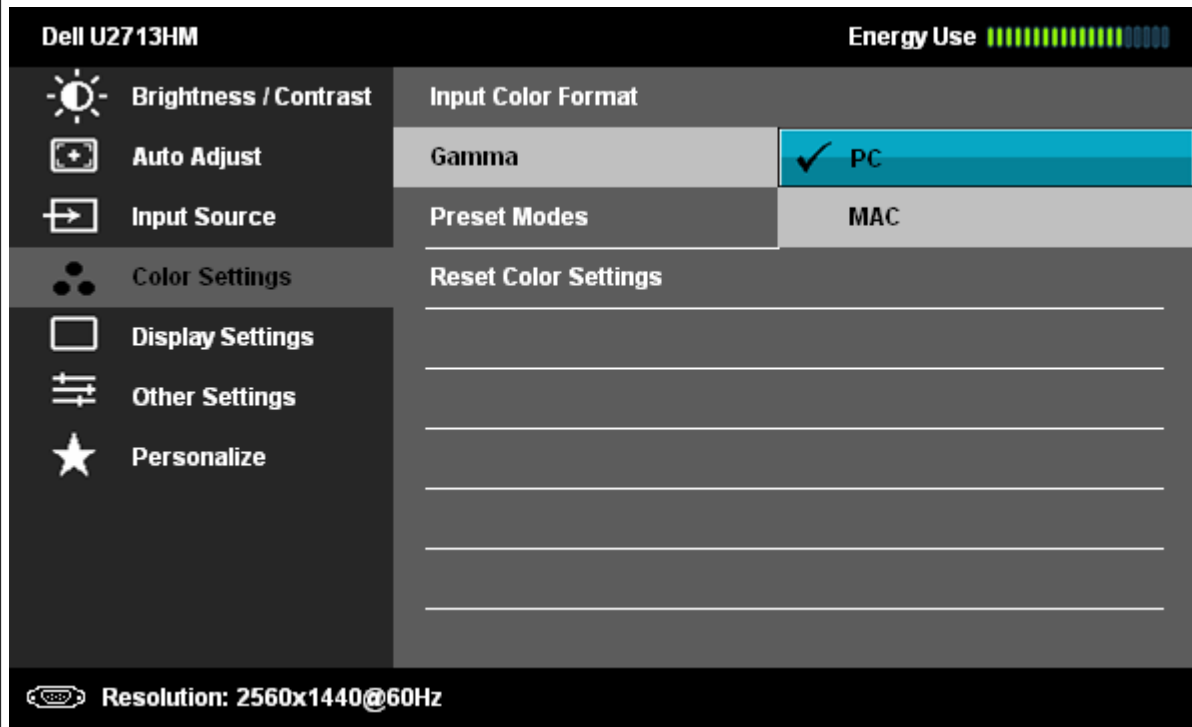 Dell U2713HM Energy Use
Brightness / Contrast Input Color Format
Auto Adjust Gamma PC
Input Source Preset Modes MAC
Color Settings Reset Color Settings
Display Settings
Other Settings
Personalize
Resolution: 2560x1440@60Hz